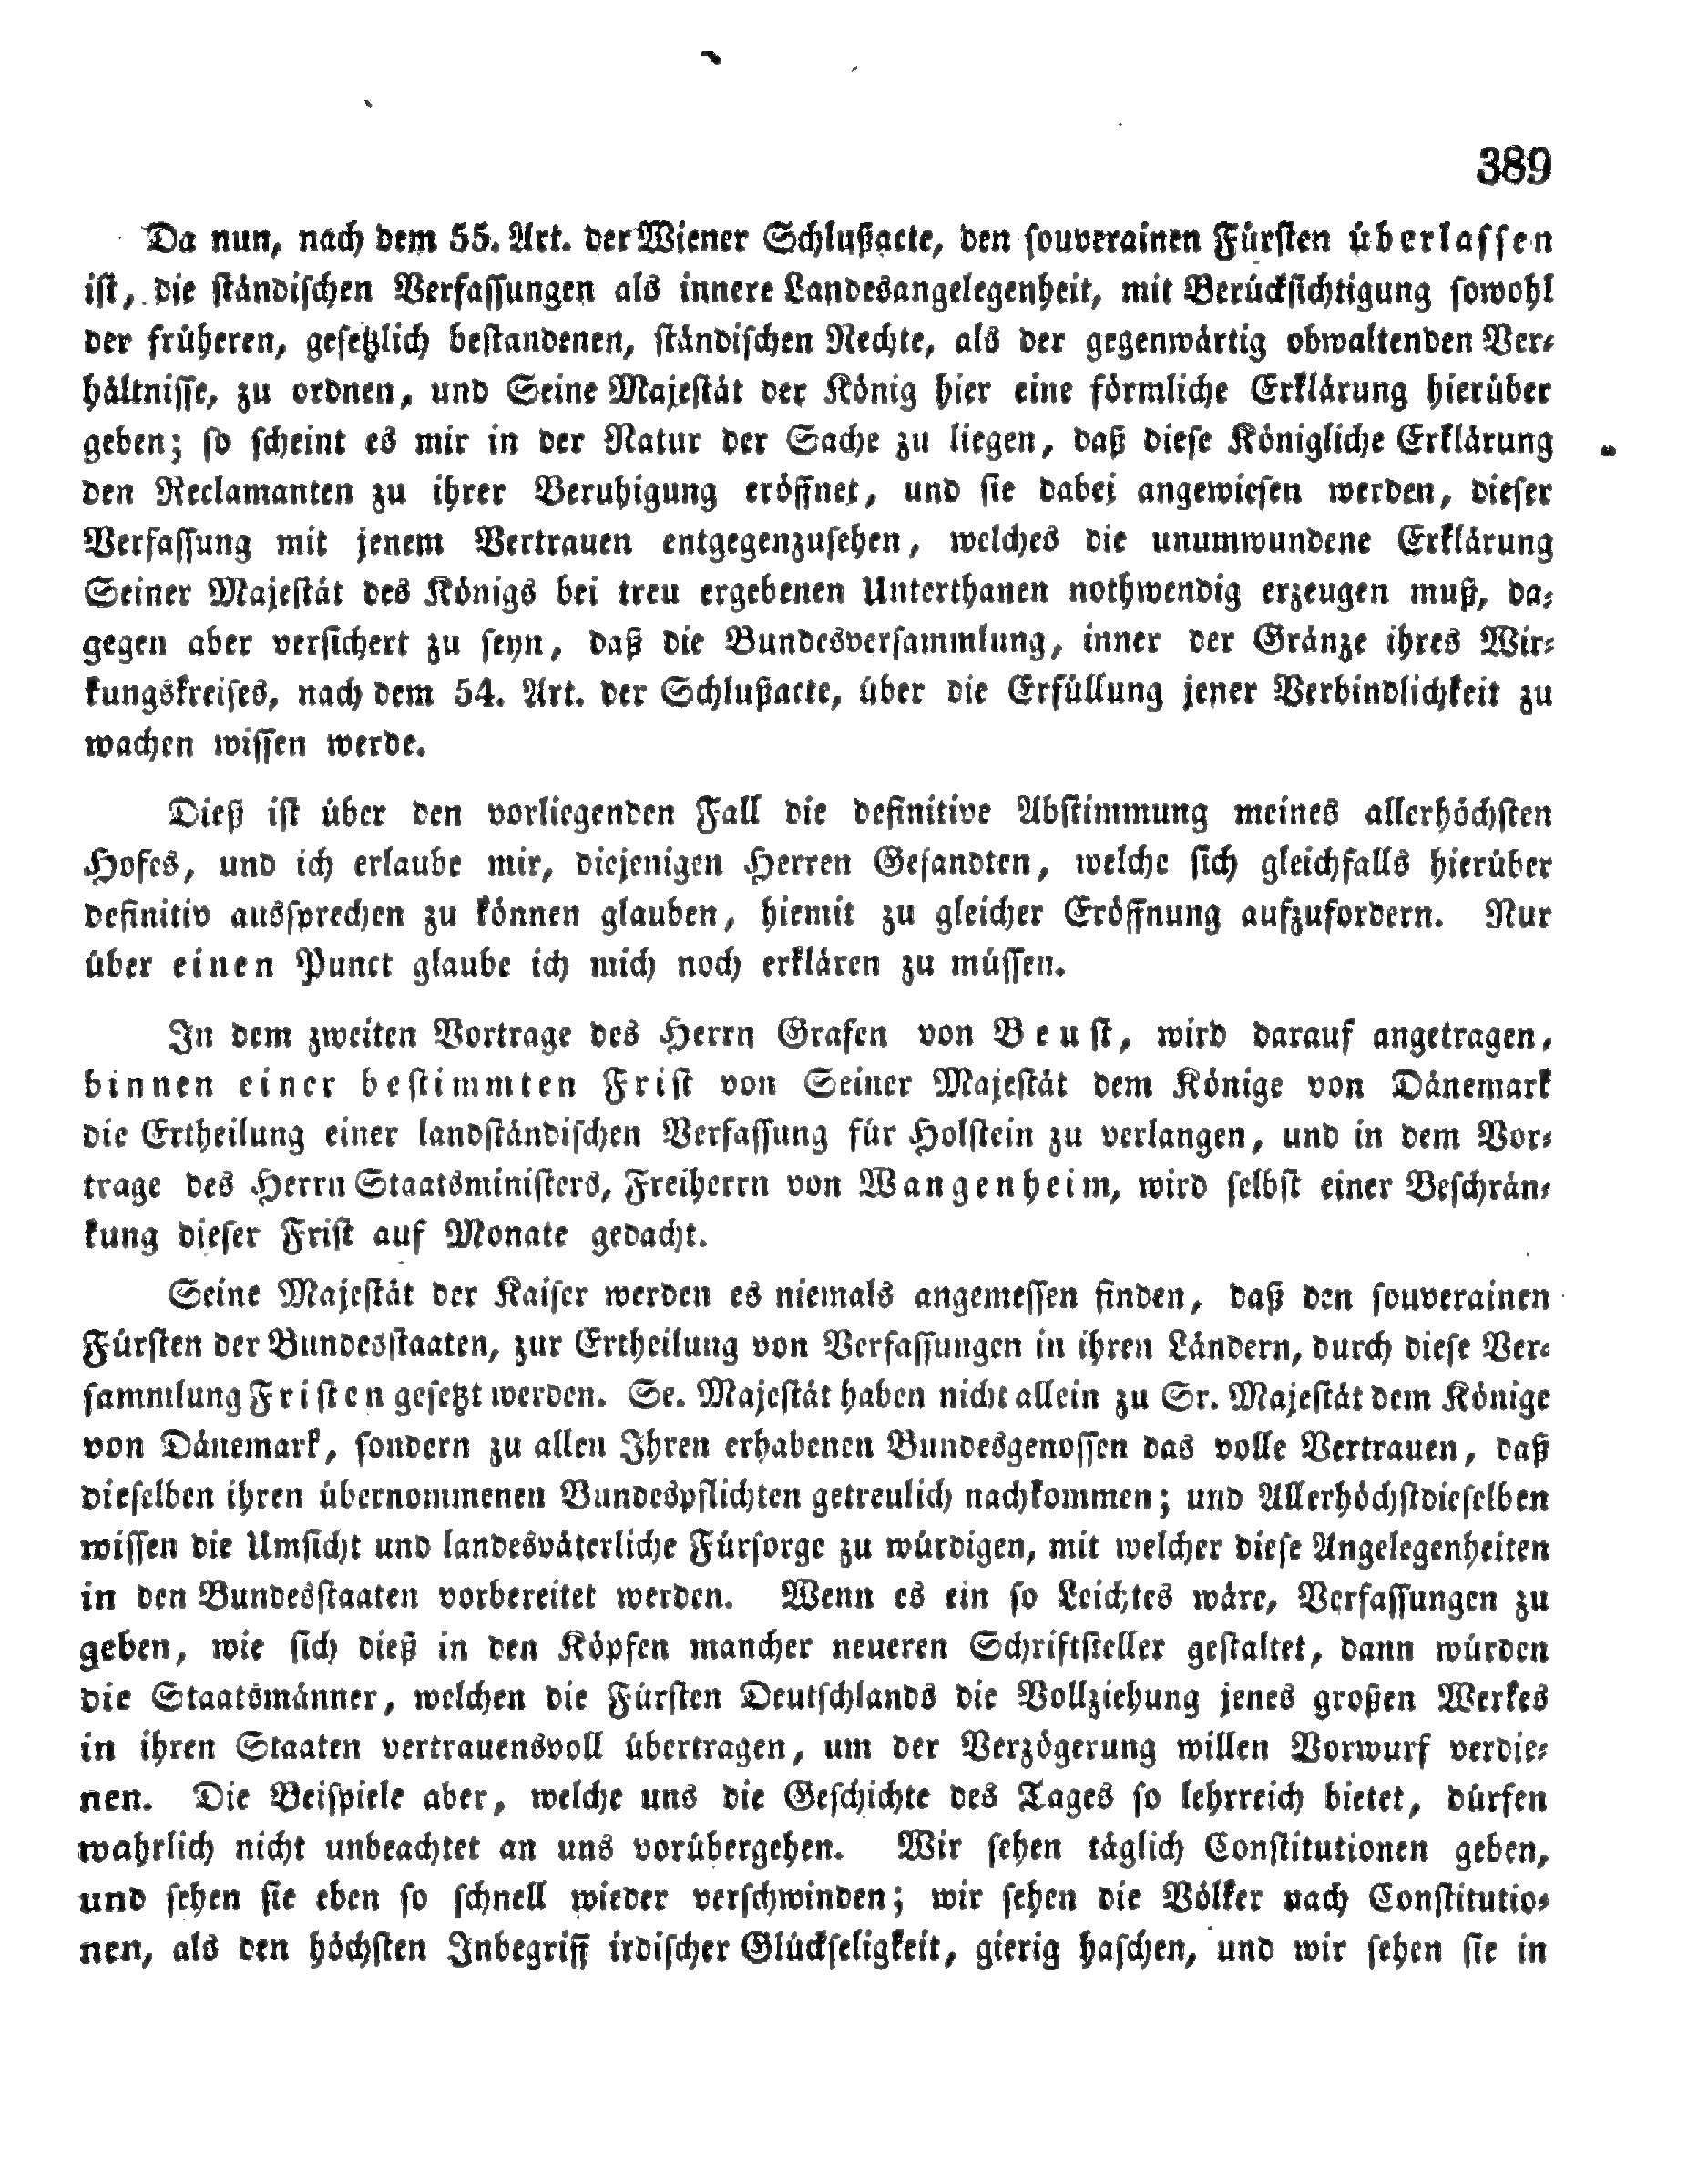 389
Da nun, nach dem 55. Art. der Wiener Schlußacte, den souverainen Fürsten überlassen
ist, die ständischen Verfassungen als innere Landesangelegenheit, mit Berücksichtigung sowohl
der früheren, gesetzlich bestandenen, ständischen Rechte, als der gegenwärtig obwaltenden Ver-
hältnisse, zu ordnen, und Seine Majestät der König hier eine förmliche Erklärung hierüber
geben; so scheint es mir in der Natur der Sache zu liegen, daß diese Königliche Erklärung
den Reclamanten zu ihrer Beruhigung eröffnet, und sie dabei angewiesen werden, dieser
Verfassung mit jenem Vertrauen entgegenzusehen, welches die unumwundene Erklärung
Seiner Majestät des Königs bei treu ergebenen Unterthanen nothwendig erzeugen muß, da-
gegen aber versichert zu seyn, daß die Bundesversammlung, inner der Gränze ihres Wir-
kungskreises, nach dem 54. Art. der Schlußacte, über die Erfüllung jener Verbindlichkeit zu
wachen wissen werde.
Dieß ist über den vorliegenden Fall die definitive Abstimmung meines allerhöchsten
Hofes, und ich erlaube mir, diejenigen Herren Gesandten, welche sich gleichfalls hierüber
definitiv aussprechen zu können glauben, hiemit zu gleicher Eröffnung aufzufordern. Nur
über einen Punct glaube ich mich noch erklären zu müssen.
In dem zweiten Vortrage des Herrn Grafen von Beust, wird darauf angetragen,
binnen einer bestimmten Frist von Seiner Majestät dem Könige von Dänemark
die Ertheilung einer landständischen Verfassung für Holstein zu verlangen, und in dem Vor-
trage des Herrn Staatsministers, Freiherrn von Wangenheim, wird selbst einer Beschrän-
kung dieser Frist auf Monate gedacht.
Seine Majestät der Kaiser werden es niemals angemessen finden, daß den souverainen
Fürsten der Bundesstaaten, zur Ertheilung von Verfassungen in ihren Ländern, durch diese Ver-
sammlung Fristen gesetzt werden. Se. Majestät haben nicht allein zu Sr. Majestät dem Könige
von Dänemark, sondern zu allen Ihren erhabenen Bundesgenossen das volle Vertrauen, daß
dieselben ihren übernommenen Bundespflichten getreulich nachkommen; und Allerhöchstdieselben
wissen die Umsicht und landesväterliche Fürsorge zu würdigen, mit welcher diese Angelegenheiten
in den Bundesstaaten vorbereitet werden. Wenn es ein so Leichtes wäre, Verfassungen zu
geben, wie sich dieß in den Köpfen mancher neueren Schriftsteller gestaltet, dann würden
die Staatsmänner, welchen die Fürsten Deutschlands die Vollziehung jenes großen Werkes
in ihren Staaten vertrauensvoll übertragen, um der Verzögerung willen Vorwurf verdie-
nen. Die Beispiele aber, welche uns die Geschichte des Tages so lehrreich bietet, dürfen
wahrlich nicht unbeachtet an uns vorübergehen. Wir sehen täglich Constitutionen geben,
und sehen sie eben so schnell wieder verschwinden; wir sehen die Völker nach Constitutio-
nen, als den höchsten Inbegriff irdischer Glückseligkeit, gierig haschen, und wir sehen sie in